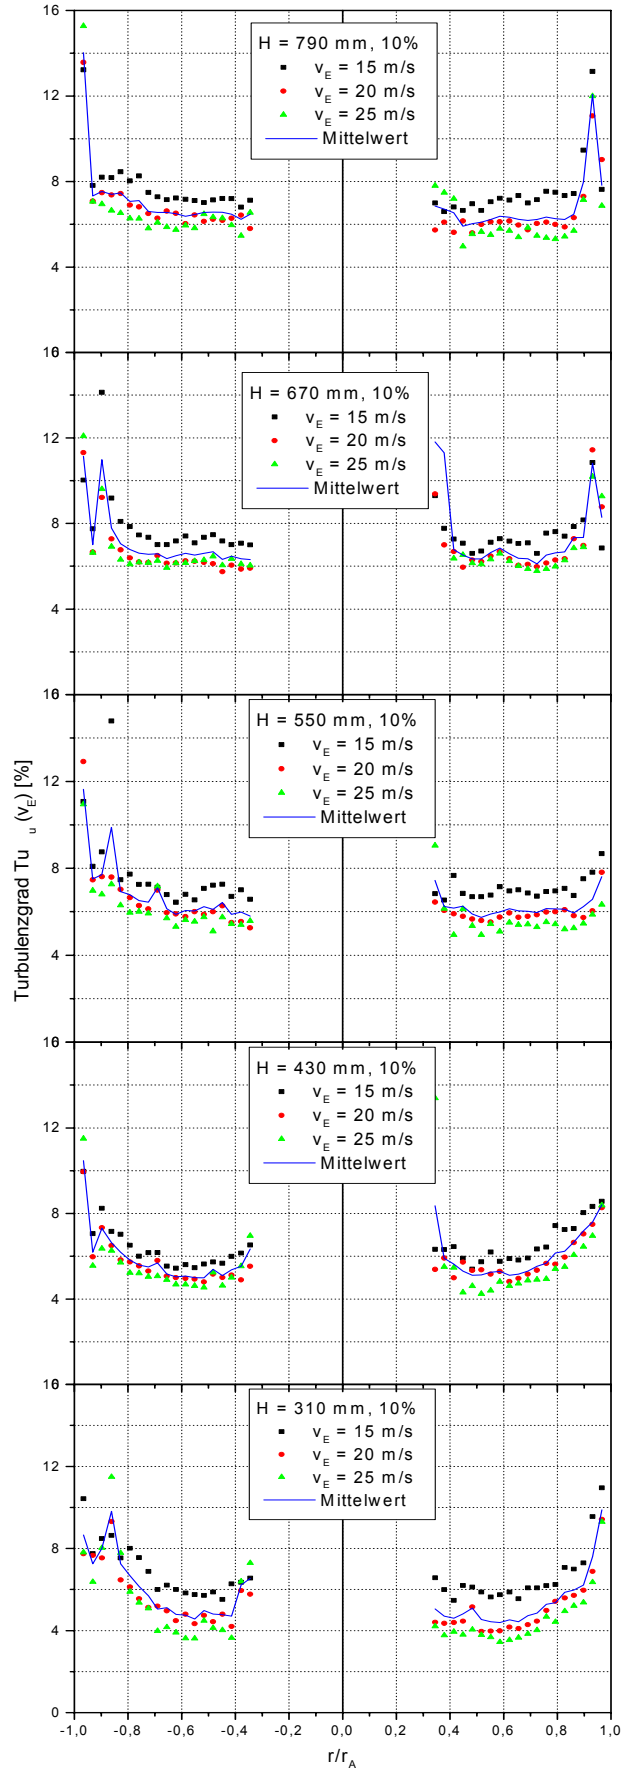 16
H = 790 mm, 10%
v_E = 15 m/s
v_E = 20 m/s
v_E = 25 m/s
Mittelwert
12
8
4
16
H = 670 mm, 10%
v_E = 15 m/s
v_E = 20 m/s
v_E = 25 m/s
Mittelwert
12
8
4
16
H = 550 mm, 10%
v_E = 15 m/s
v_E = 20 m/s
v_E = 25 m/s
Mittelwert
12
8
4
Turbulenzgrad Tu_u (v_E) [%]
16
H = 430 mm, 10%
v_E = 15 m/s
v_E = 20 m/s
v_E = 25 m/s
Mittelwert
12
8
4
16
H = 310 mm, 10%
v_E = 15 m/s
v_E = 20 m/s
v_E = 25 m/s
Mittelwert
12
8
4
0
-1,0 -0,8 -0,6 -0,4 0,0 0,4 0,6 0,8 1,0
r/r_A